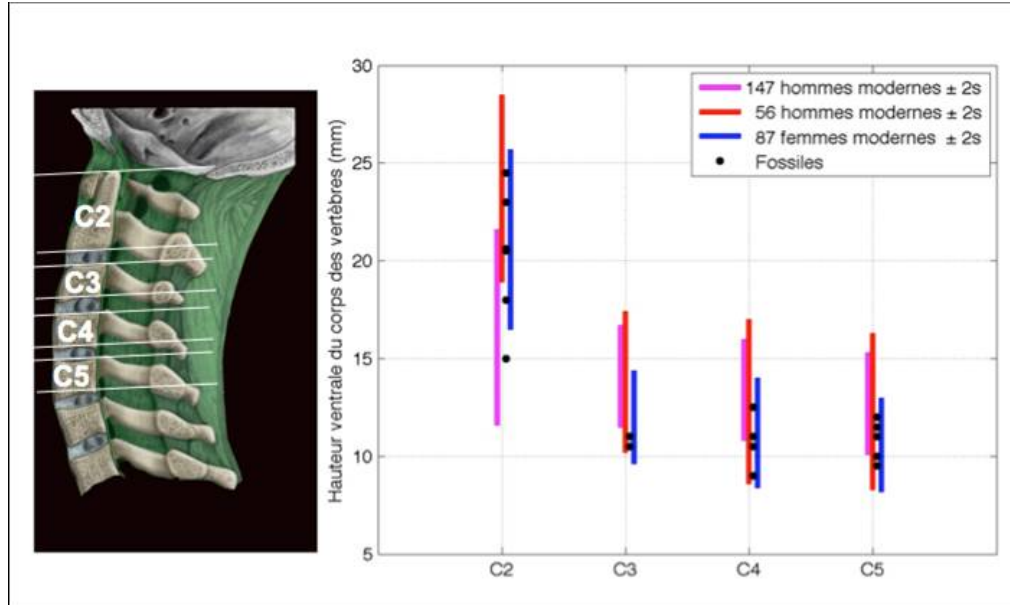 C2
C3
C4
C5
Hauteur ventrale du corps des vertèbres (mm)
30
25
20
15
10
5
C2
C3
C4
C5
147 hommes modernes ± 2s
56 hommes modernes ± 2s
87 femmes modernes ± 2s
Fossiles